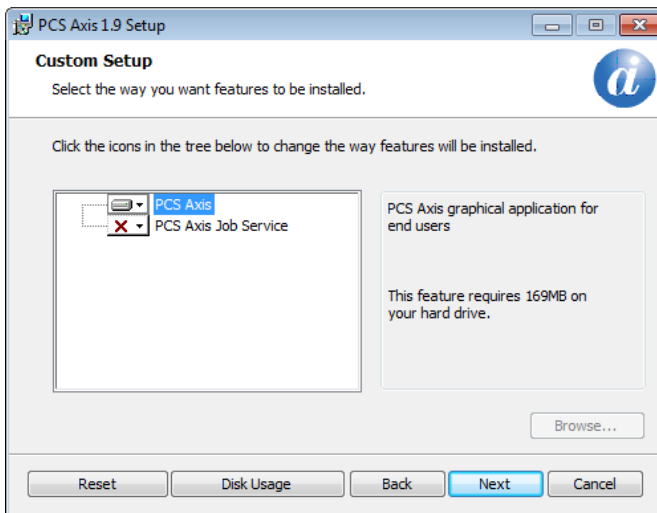 PCS Axis 1.9 Setup
Custom Setup
Select the way you want features to be installed.
a
Click the icons in the tree below to change the way features will be installed.
PCS Axis
PCS Axis Job Service
PCS Axis graphical application for
end users
This feature requires 169MB on
your hard drive.
Browse...
Reset
Disk Usage
Back
Next
Cancel